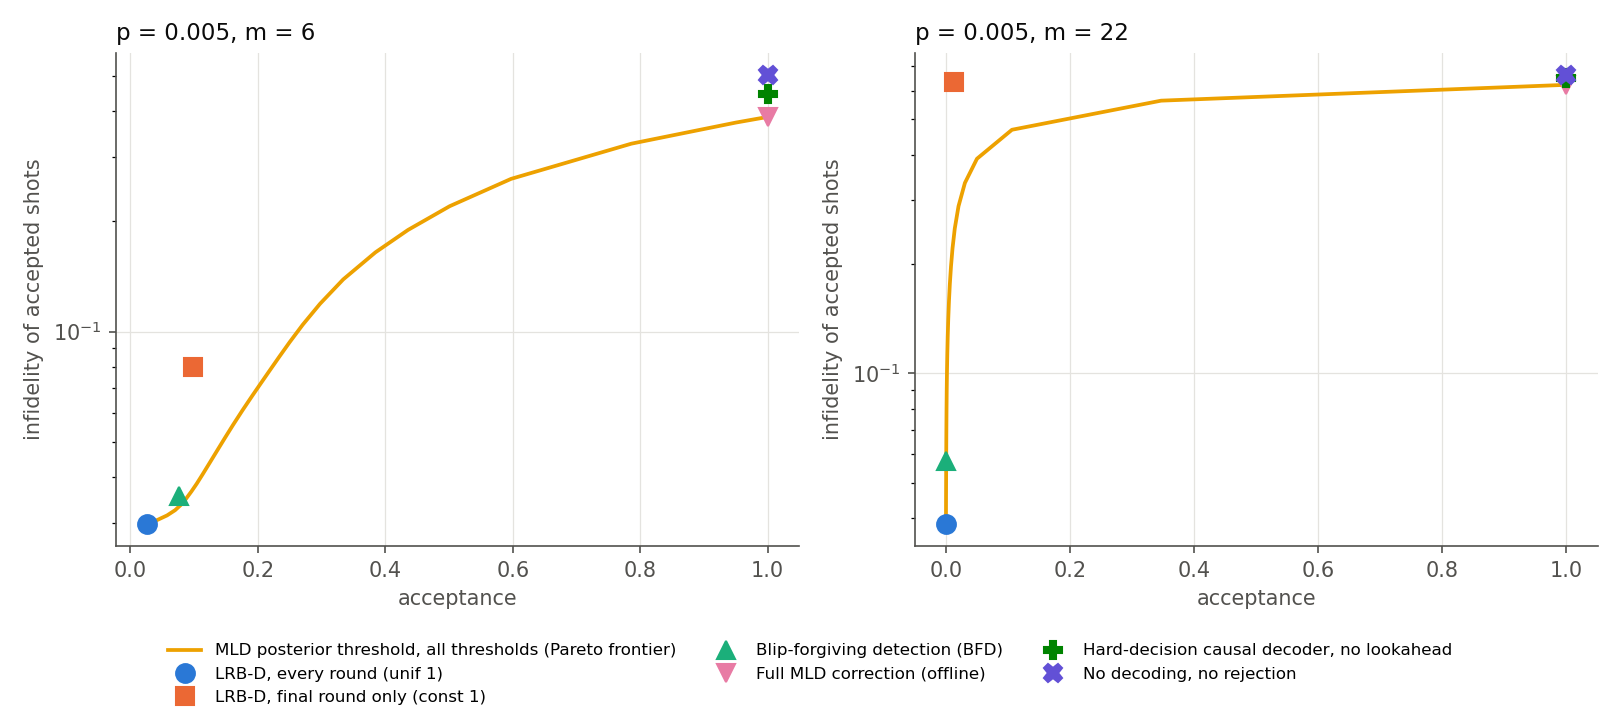 p = 0.005, m = 6
infidelity of accepted shots
10⁻¹
0.0 0.2 0.4 0.6 0.8 1.0
acceptance
p = 0.005, m = 22
infidelity of accepted shots
10⁻¹
0.0 0.2 0.4 0.6 0.8 1.0
acceptance
MLD posterior threshold, all thresholds (Pareto frontier)
LRB-D, every round (unif 1)
LRB-D, final round only (const 1)
Blip-forgiving detection (BFD)
Full MLD correction (offline)
Hard-decision causal decoder, no lookahead
No decoding, no rejection